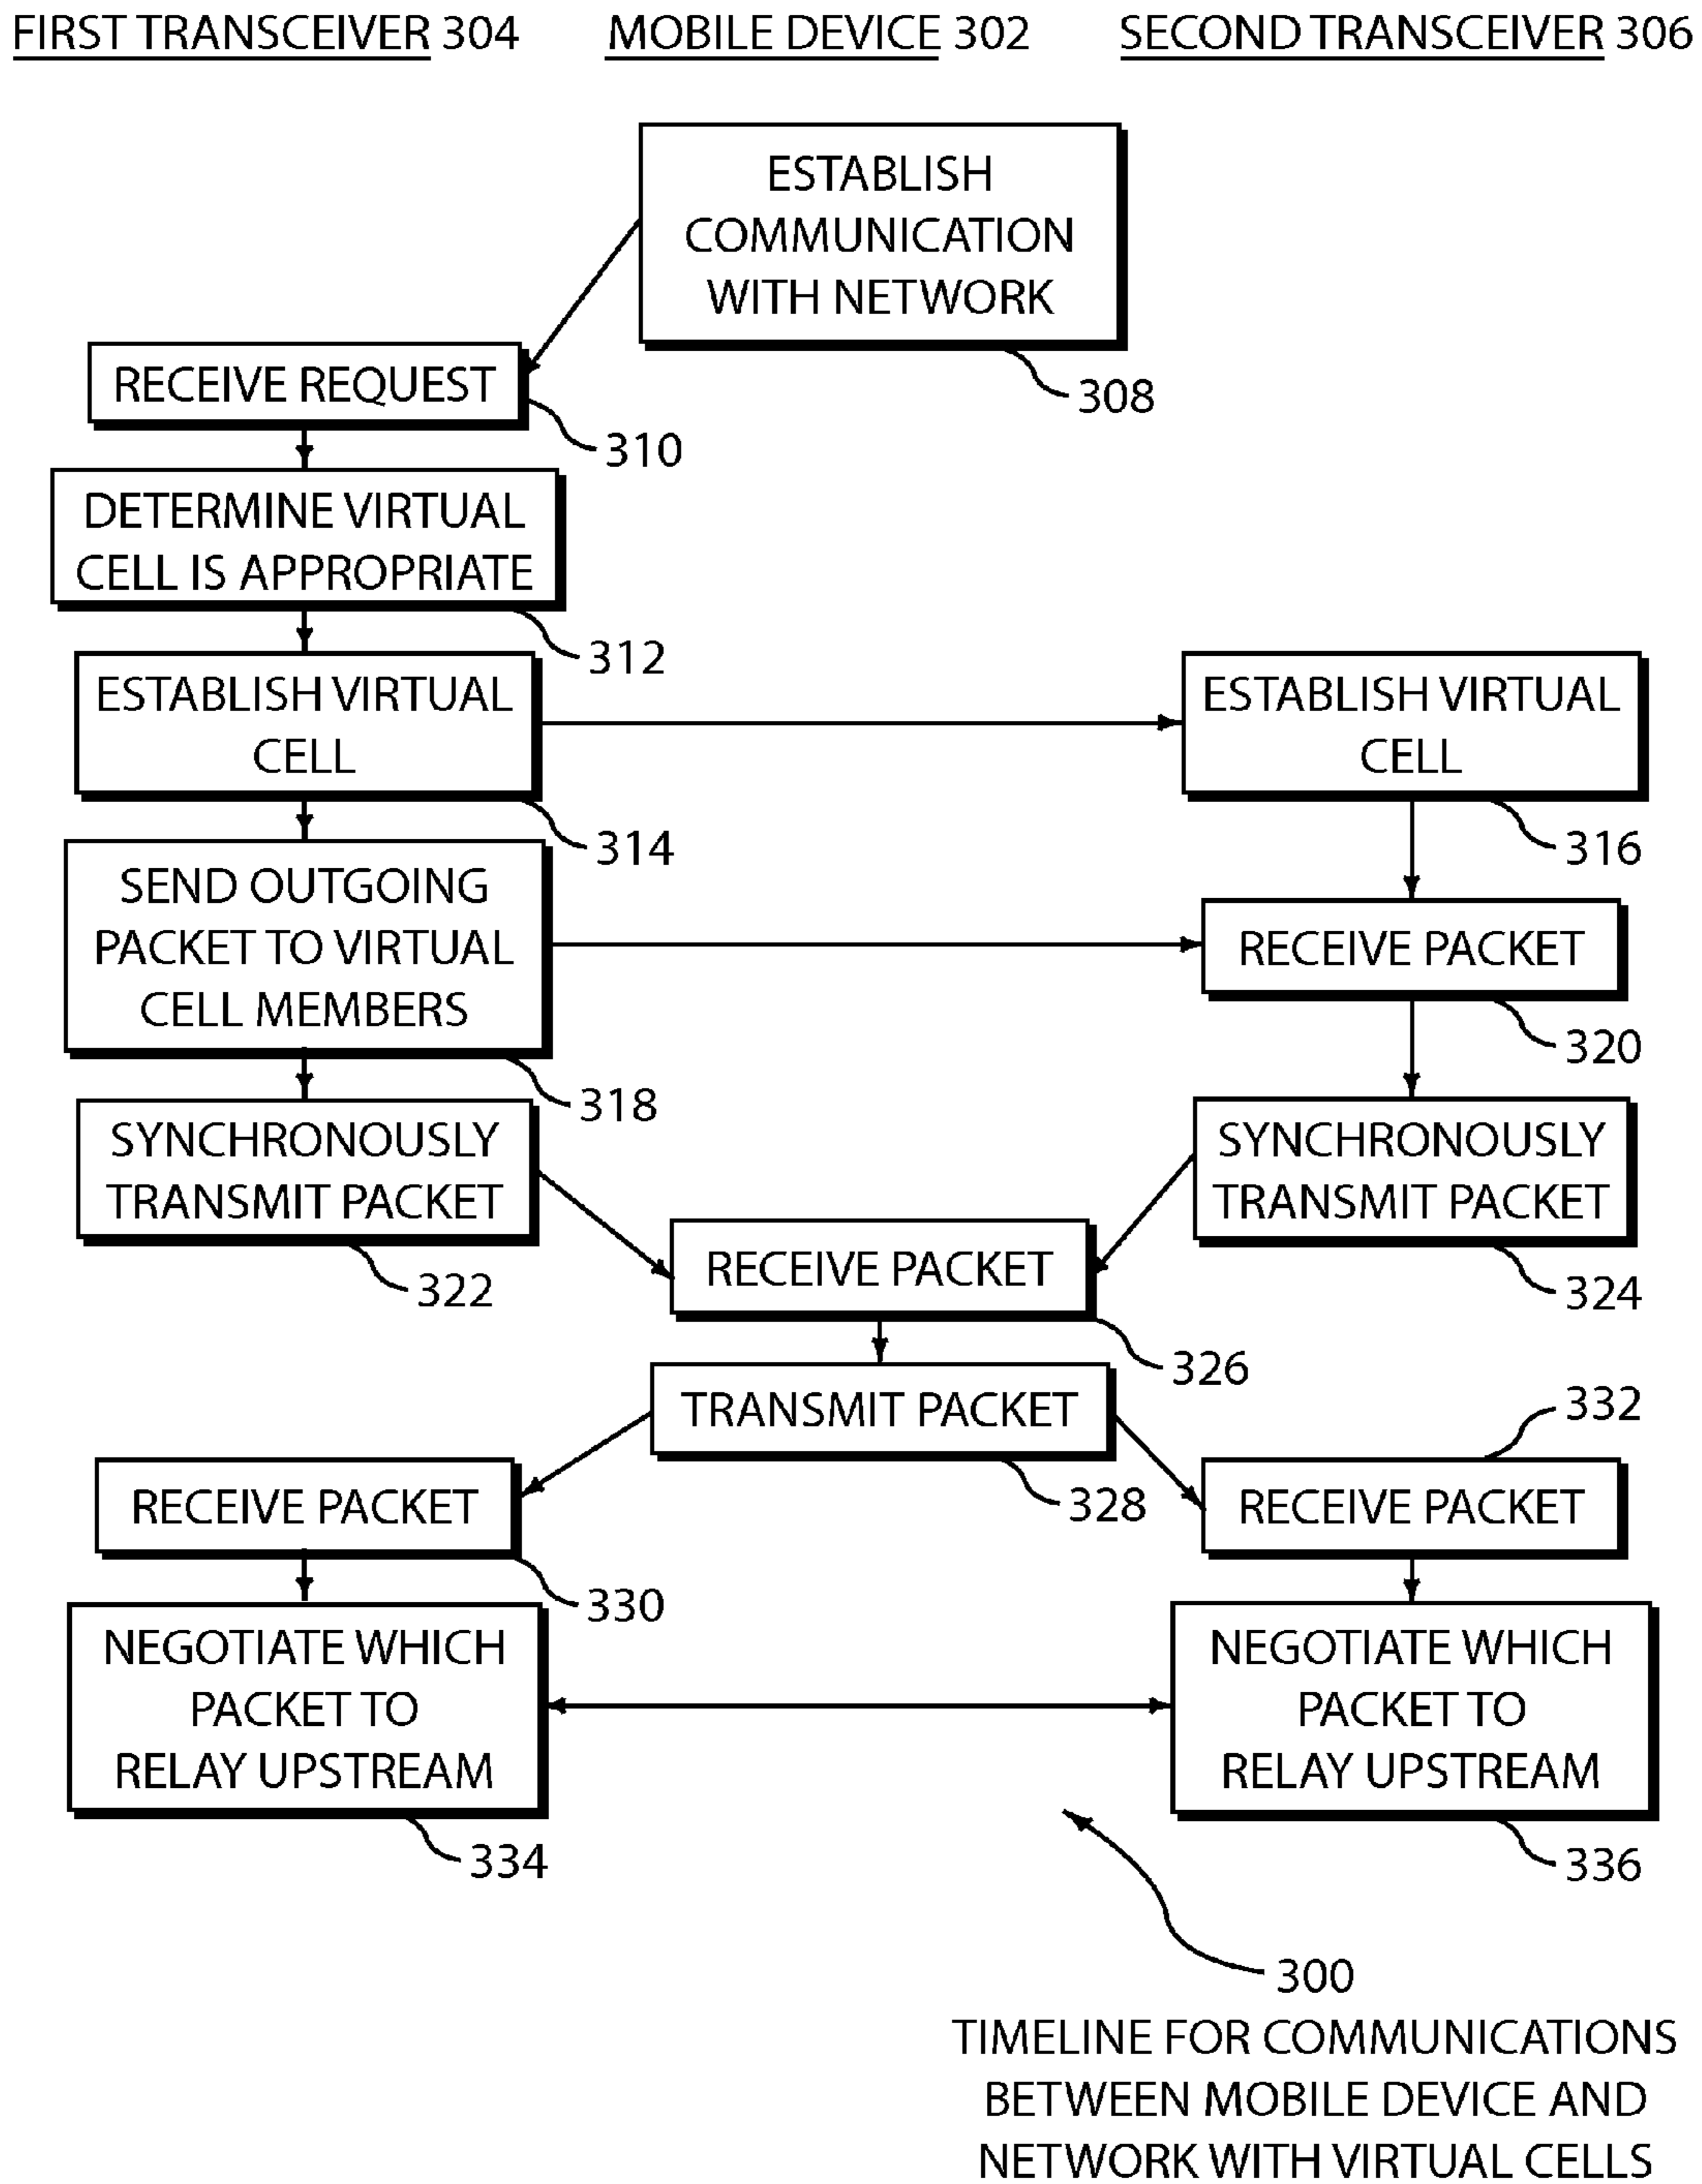 FIRST TRANSCEIVER 304
MOBILE DEVICE 302
SECOND TRANSCEIVER 306
ESTABLISH
COMMUNICATION
WITH NETWORK
308
RECEIVE REQUEST
310
DETERMINE VIRTUAL
CELL IS APPROPRIATE
312
ESTABLISH VIRTUAL
CELL
314
ESTABLISH VIRTUAL
CELL
316
SEND OUTGOING
PACKET TO VIRTUAL
CELL MEMBERS
318
RECEIVE PACKET
320
SYNCHRONOUSLY
TRANSMIT PACKET
322
SYNCHRONOUSLY
TRANSMIT PACKET
324
RECEIVE PACKET
326
TRANSMIT PACKET
328
RECEIVE PACKET
330
332
RECEIVE PACKET
NEGOTIATE WHICH
PACKET TO
RELAY UPSTREAM
334
NEGOTIATE WHICH
PACKET TO
RELAY UPSTREAM
336
300
TIMELINE FOR COMMUNICATIONS
BETWEEN MOBILE DEVICE AND
NETWORK WITH VIRTUAL CELLS